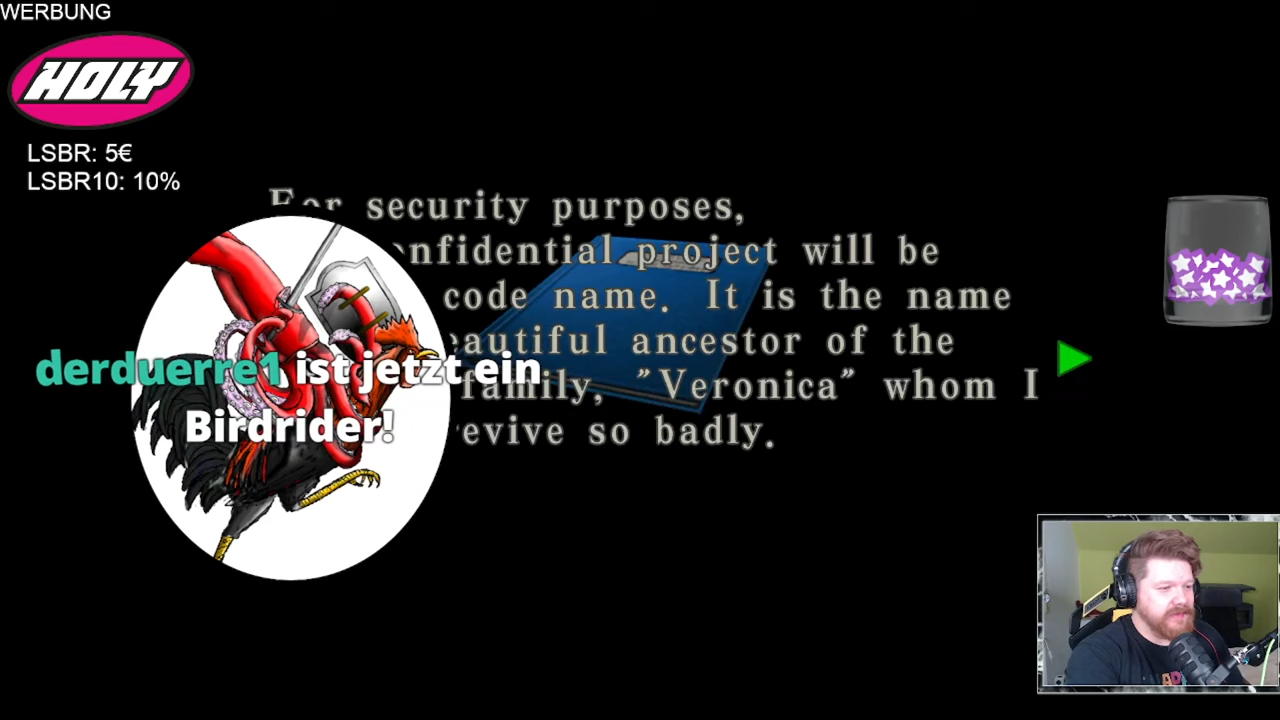 WERBUNG
HOLY
LSBR: 5€
LSBR10: 10%
For security purposes,
onfidential project will be
code name. It is the name
eautiful ancestor of the
family, "Veronica" whom I
evive so badly.
derduerre1 ist jetzt ein
Birdrider!